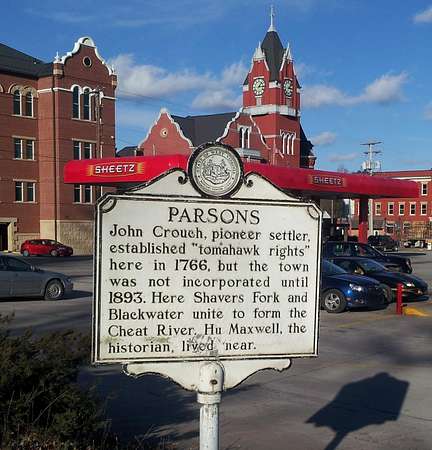 SHEETZ
SHEETZ
PARSONS
John Crouch, pioneer settler,
established "tomahawk rights"
here in 1766, but the town
was not incorporated until
1893. Here Shavers Fork and
Blackwater unite to form the
Cheat River. Hu Maxwell, the
historian, lived near.